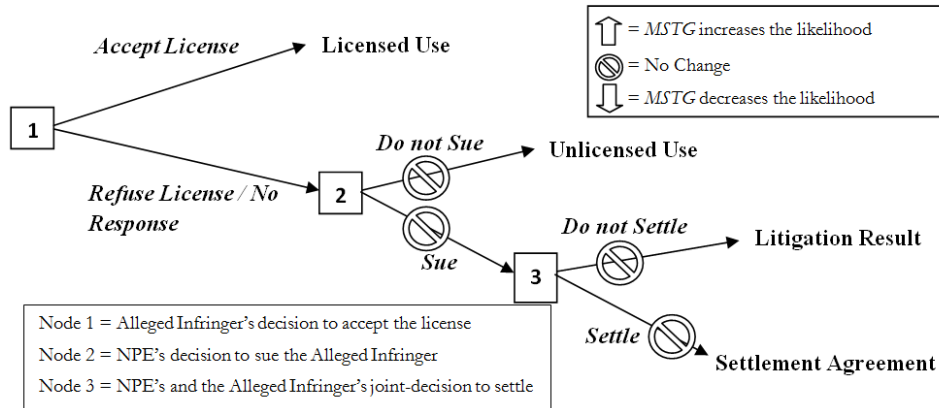 Accept License
Licensed Use
= MSTG increases the likelihood
= No Change
= MSTG decreases the likelihood
1
Do not Sue
Unlicensed Use
Refuse License / No
Response
2
Sue
Do not Settle
Litigation Result
3
Settle
Settlement Agreement
Node 1 = Alleged Infringer's decision to accept the license
Node 2 = NPE's decision to sue the Alleged Infringer
Node 3 = NPE's and the Alleged Infringer's joint-decision to settle